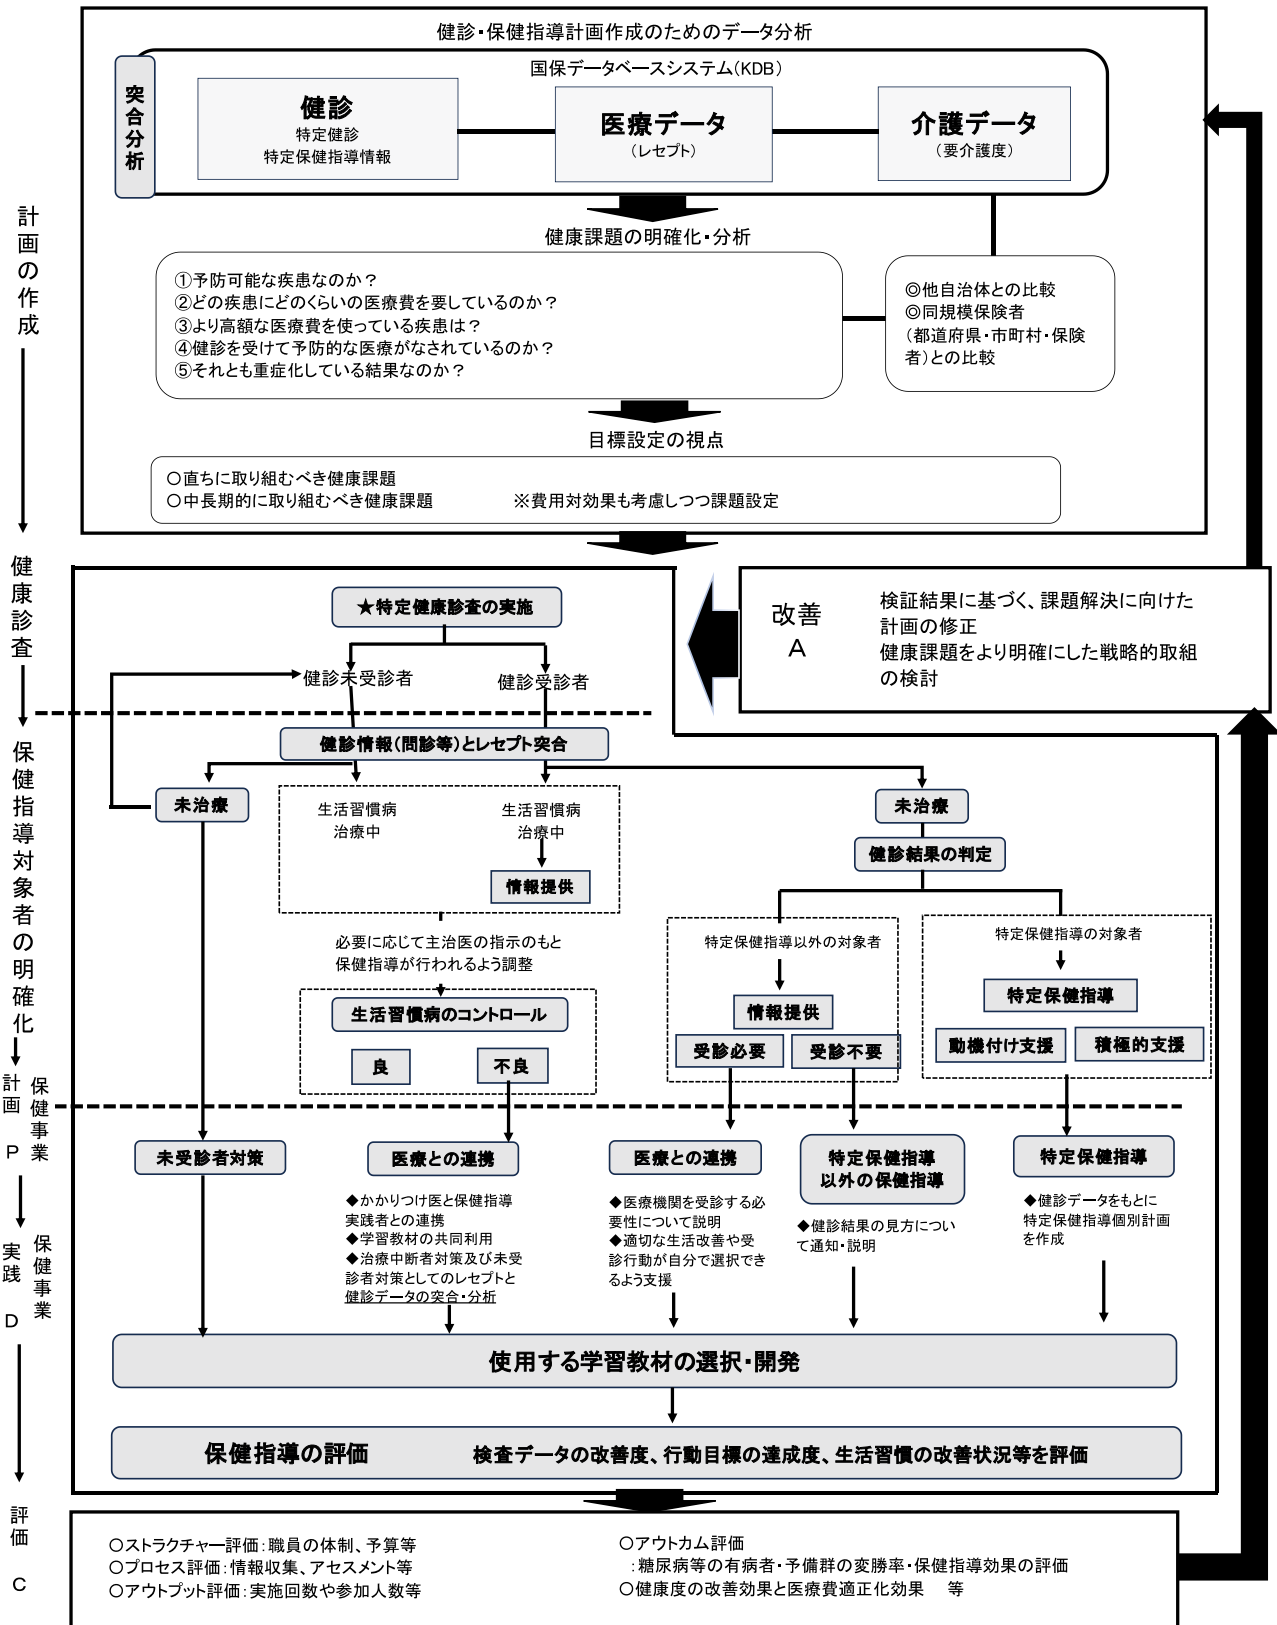 健診・保健指導計画作成のためのデータ分析
国保データベースシステム(KDB)
突合分析
健診
特定健診
特定保健指導情報
医療データ
(レセプト)
介護データ
(要介護度)
計画の作成
健康課題の明確化・分析
①予防可能な疾患なのか？
②どの疾患にどのくらいの医療費を要しているのか？
③より高額な医療費を使っている疾患は？
④健診を受けて予防的な医療がなされているのか？
⑤それとも重症化している結果なのか？
◎他自治体との比較
◎同規模保険者
(都道府県・市町村・保険
者)との比較
目標設定の視点
○直ちに取り組むべき健康課題
○中長期的に取り組むべき健康課題　※費用対効果も考慮しつつ課題設定
健康診査
★特定健康診査の実施
健診未受診者
健診受診者
改善
A
検証結果に基づく、課題解決に向けた
計画の修正
健康課題をより明確にした戦略的取組
の検討
保健指導対象者の明確化
健診情報(問診等)とレセプト突合
未治療
生活習慣病
治療中
生活習慣病
治療中
情報提供
未治療
健診結果の判定
必要に応じて主治医の指示のもと
保健指導が行われるよう調整
特定保健指導以外の対象者
情報提供
受診必要
受診不要
特定保健指導の対象者
特定保健指導
動機付け支援
積極的支援
生活習慣病のコントロール
良
不良
計画 P
保健事業
未受診者対策
医療との連携
◆かかりつけ医と保健指導
実践者との連携
◆学習教材の共同利用
◆治療中断者対策及び未受
診者対策としてのレセプトと
健診データの突合・分析
医療との連携
◆医療機関を受診する必
要性について説明
◆適切な生活改善や受
診行動が自分で選択でき
るよう支援
特定保健指導
以外の保健指導
◆健診結果の見方につい
て通知・説明
特定保健指導
◆健診データをもとに
特定保健指導個別計画
を作成
実践 D
保健事業
使用する学習教材の選択・開発
保健指導の評価　検査データの改善度、行動目標の達成度、生活習慣の改善状況等を評価
評価 C
○ストラクチャー評価：職員の体制、予算等
○プロセス評価：情報収集、アセスメント等
○アウトプット評価：実施回数や参加人数等
○アウトカム評価
：糖尿病等の有病者・予備群の変勝率・保健指導効果の評価
○健康度の改善効果と医療費適正化効果　等